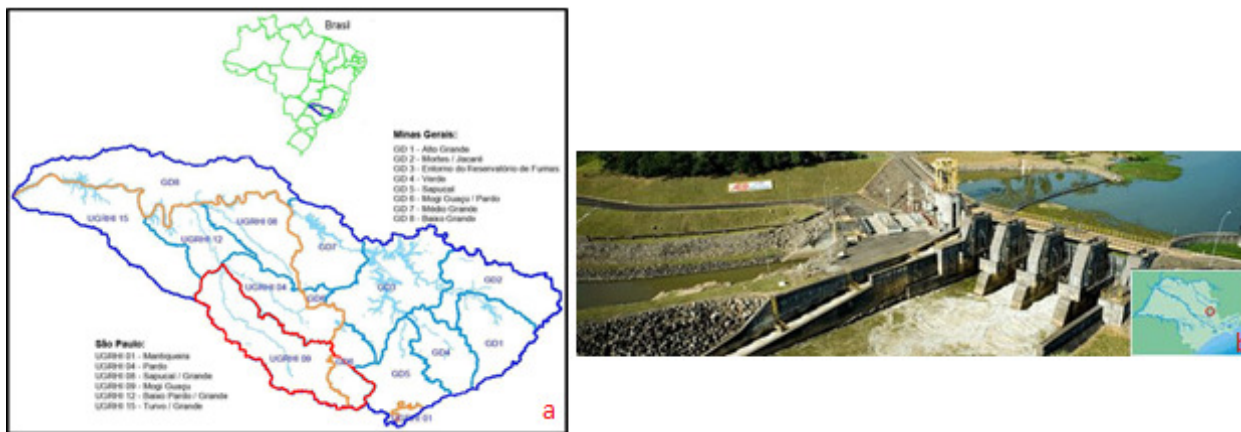 Brasil
Minas Gerais:
GD 1 - Alto Grande
GD 2 - Mortes / Jacaré
GD 3 - Entorno do Reservatório de Furnas
GD 4 - Verde
GD 5 - Sapucaí
GD 6 - Mogi Guaçu / Pardo
GD 7 - Médio Grande
GD 8 - Baixo Grande
GD8
UGRHI 15
UGRHI 08
UGRHI 12
GD7
UGRHI 04
GD3
GD2
GD6
GD1
GD4
UGRHI 09
GD6
GD5
UGRHI 01
São Paulo:
UGRHI 01 - Mantiqueira
UGRHI 04 - Pardo
UGRHI 08 - Sapucaí / Grande
UGRHI 09 - Mogi Guaçu
UGRHI 12 - Baixo Pardo / Grande
UGRHI 15 - Turvo / Grande
a